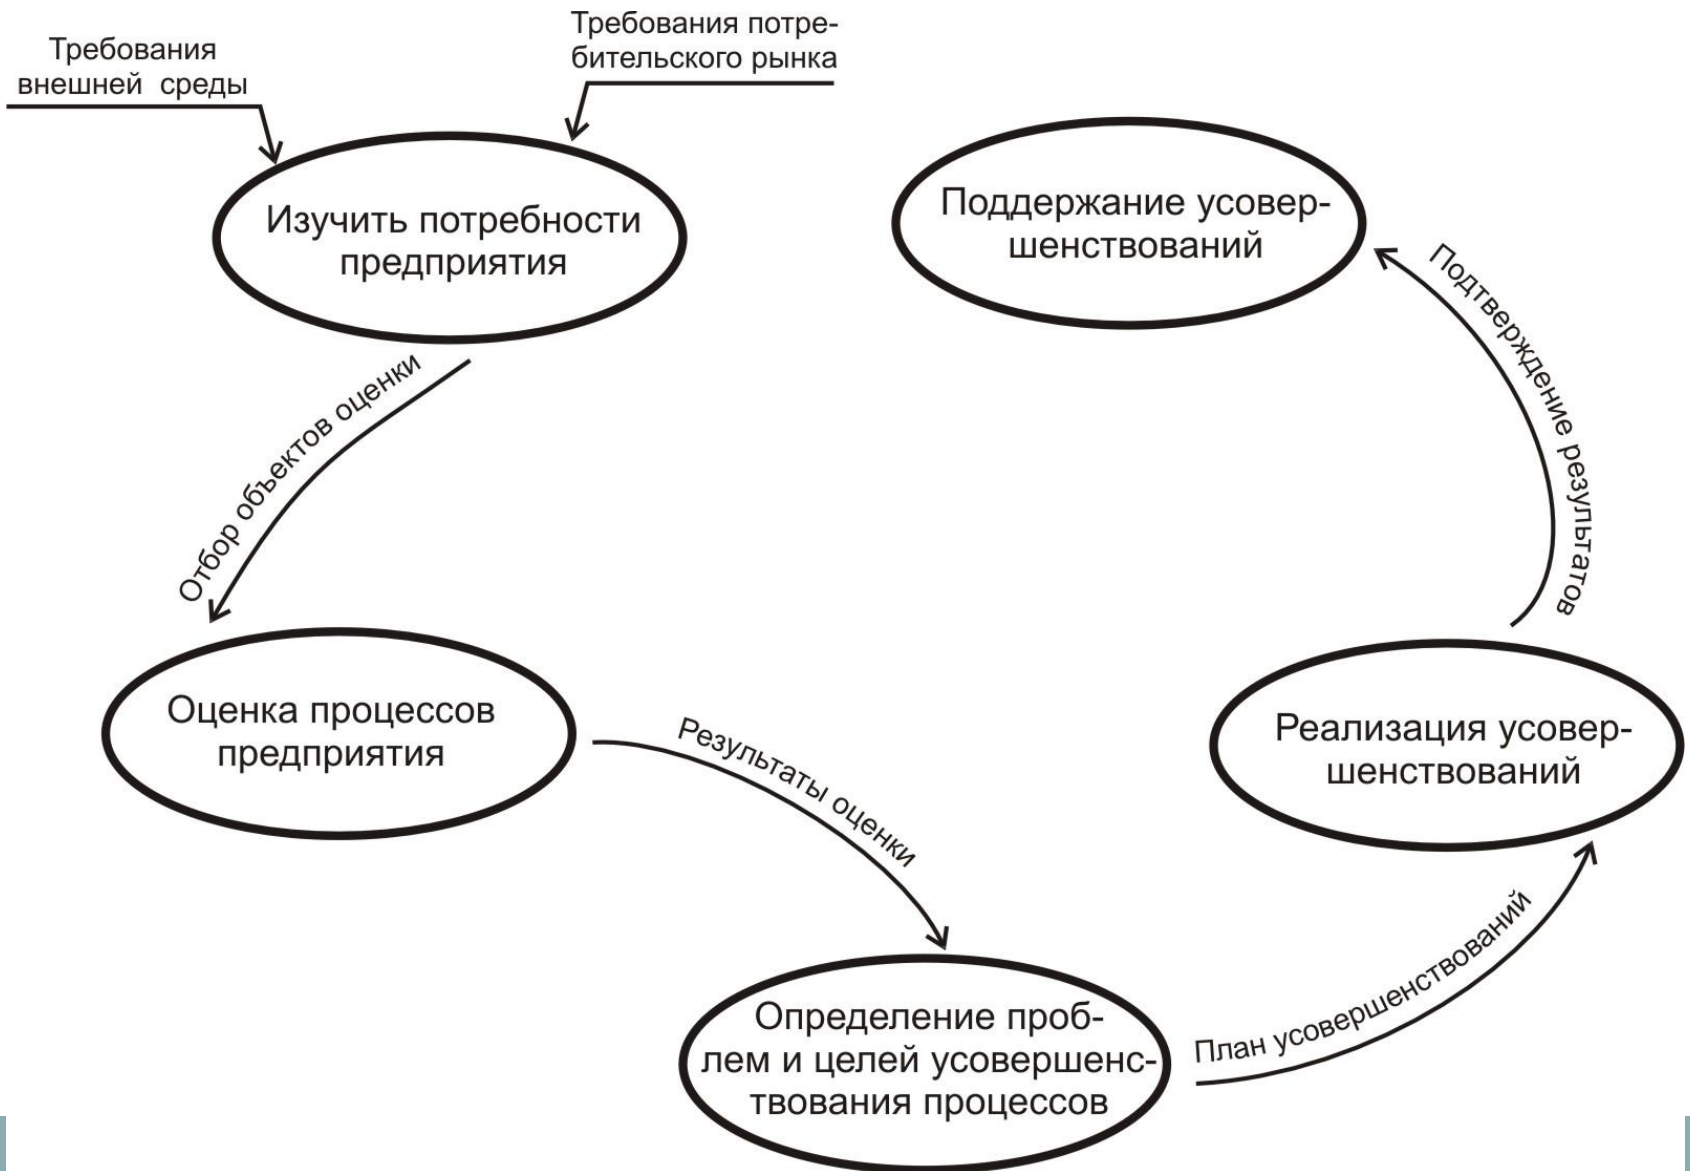 Требования
внешней среды
Требования потре-
бительского рынка
Изучить потребности
предприятия
Поддержание усовер-
шенствований
Отбор объектов оценки
Подтверждение результатов
Оценка процессов
предприятия
Результаты оценки
Реализация усовер-
шенствований
Определение проб-
лем и целей усовершенс-
твования процессов
План усовершенствований